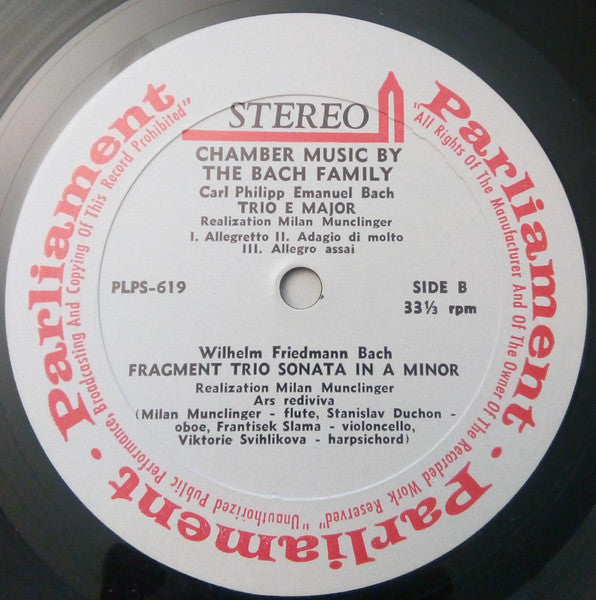 STEREO
CHAMBER MUSIC BY
THE BACH FAMILY
Carl Philipp Emanuel Bach
TRIO E MAJOR
Realization Milan Munclinger
I. Allegretto II. Adagio di molto
III. Allegro assai
PLPS-619
SIDE B
33⅓ rpm
Wilhelm Friedmann Bach
FRAGMENT TRIO SONATA IN A MINOR
Realization Milan Munclinger
Ars rediviva
(Milan Munclinger - flute, Stanislav Duchon -
oboe, Frantisek Slama - violoncello,
Viktorie Svihlikova - harpsichord)
Parliament · Parliament · Parliament ·
"All Rights Of The Manufacturer And Of The Owner Of The Recorded Work Reserved" "Unauthorized Public Performance, Broadcasting And Copying Of This Record Prohibited"